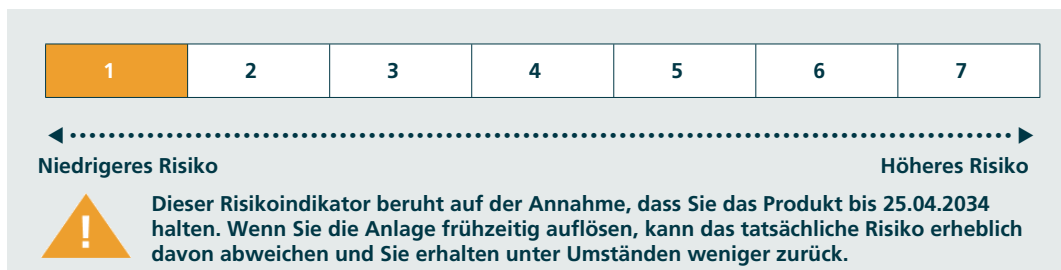 1 2 3 4 5 6 7
Niedrigeres Risiko Höheres Risiko
! Dieser Risikoindikator beruht auf der Annahme, dass Sie das Produkt bis 25.04.2034
halten. Wenn Sie die Anlage frühzeitig auflösen, kann das tatsächliche Risiko erheblich
davon abweichen und Sie erhalten unter Umständen weniger zurück.